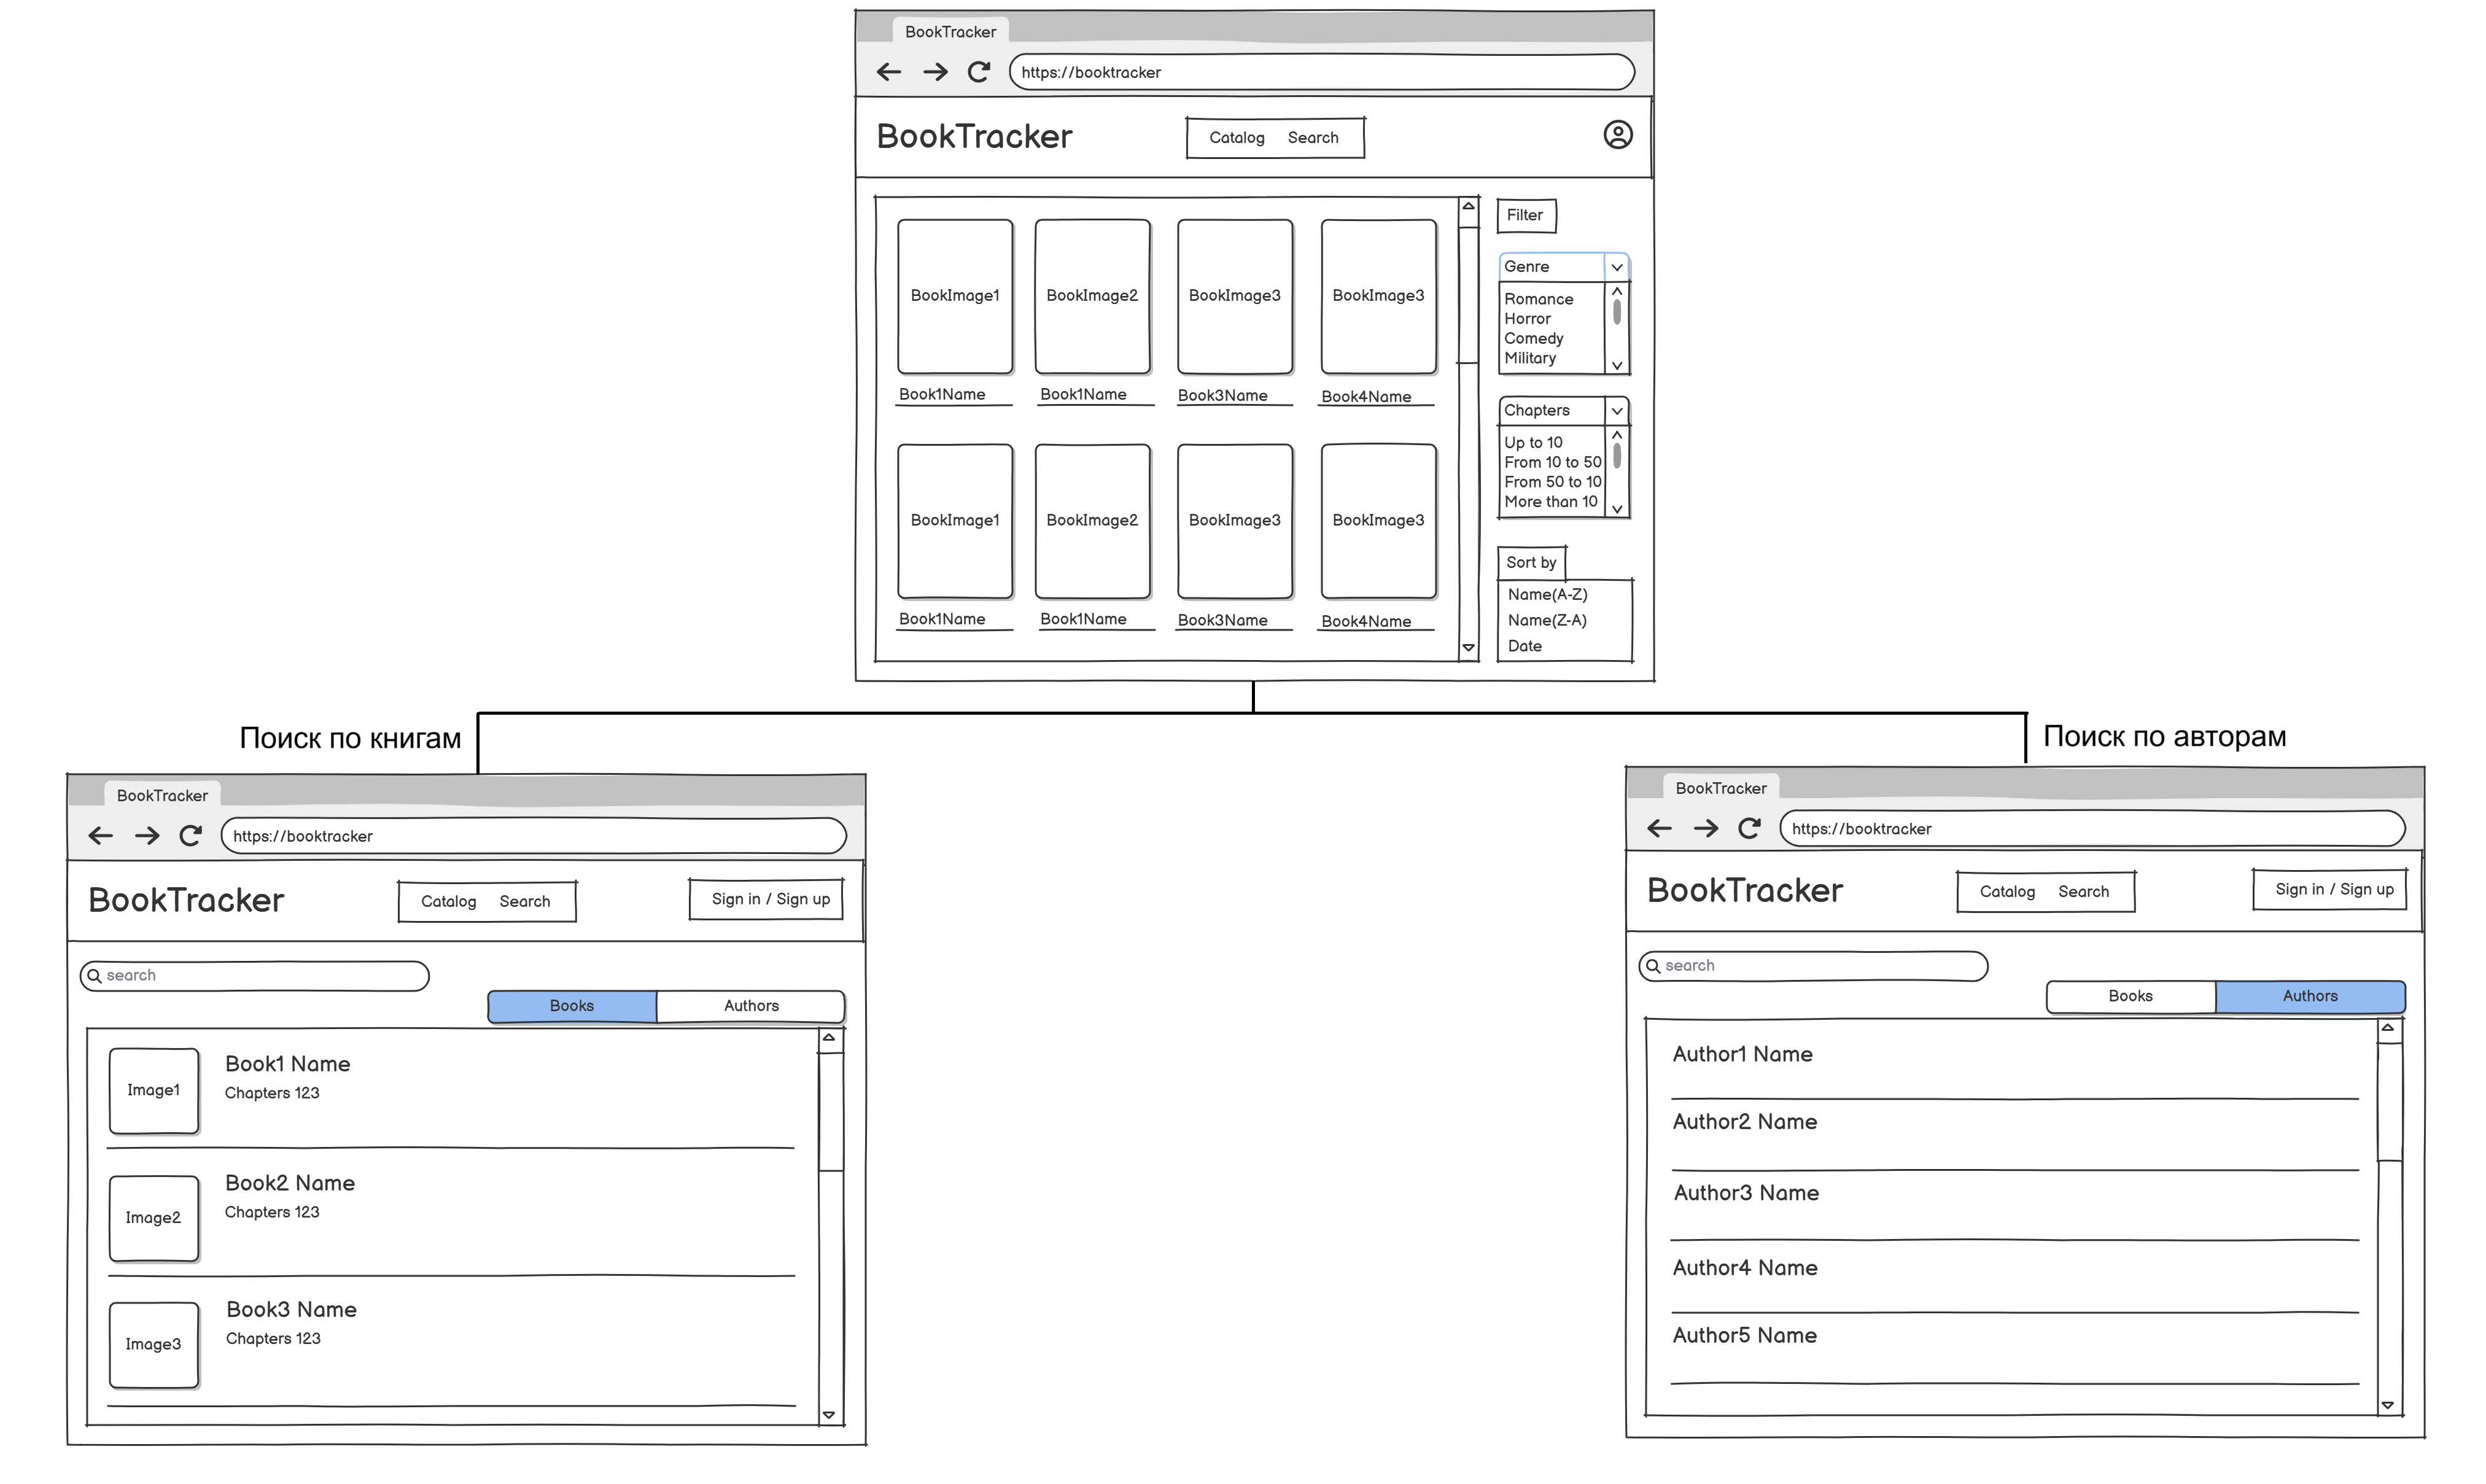 BookTracker
https://booktracker
BookTracker
Catalog Search
Filter
Genre
Romance
Horror
Comedy
Military
Chapters
Up to 10
From 10 to 50
From 50 to 10
More than 10
Sort by
Name(A-Z)
Name(Z-A)
Date
BookImage1 BookImage2 BookImage3 BookImage3
Book1Name Book1Name Book3Name Book4Name
BookImage1 BookImage2 BookImage3 BookImage3
Book1Name Book1Name Book3Name Book4Name
Поиск по книгам
BookTracker
https://booktracker
BookTracker
Catalog Search
Sign in / Sign up
search
Books Authors
Image1
Book1 Name
Chapters 123
Image2
Book2 Name
Chapters 123
Image3
Book3 Name
Chapters 123
Поиск по авторам
BookTracker
https://booktracker
BookTracker
Catalog Search
Sign in / Sign up
search
Books Authors
Author1 Name
Author2 Name
Author3 Name
Author4 Name
Author5 Name